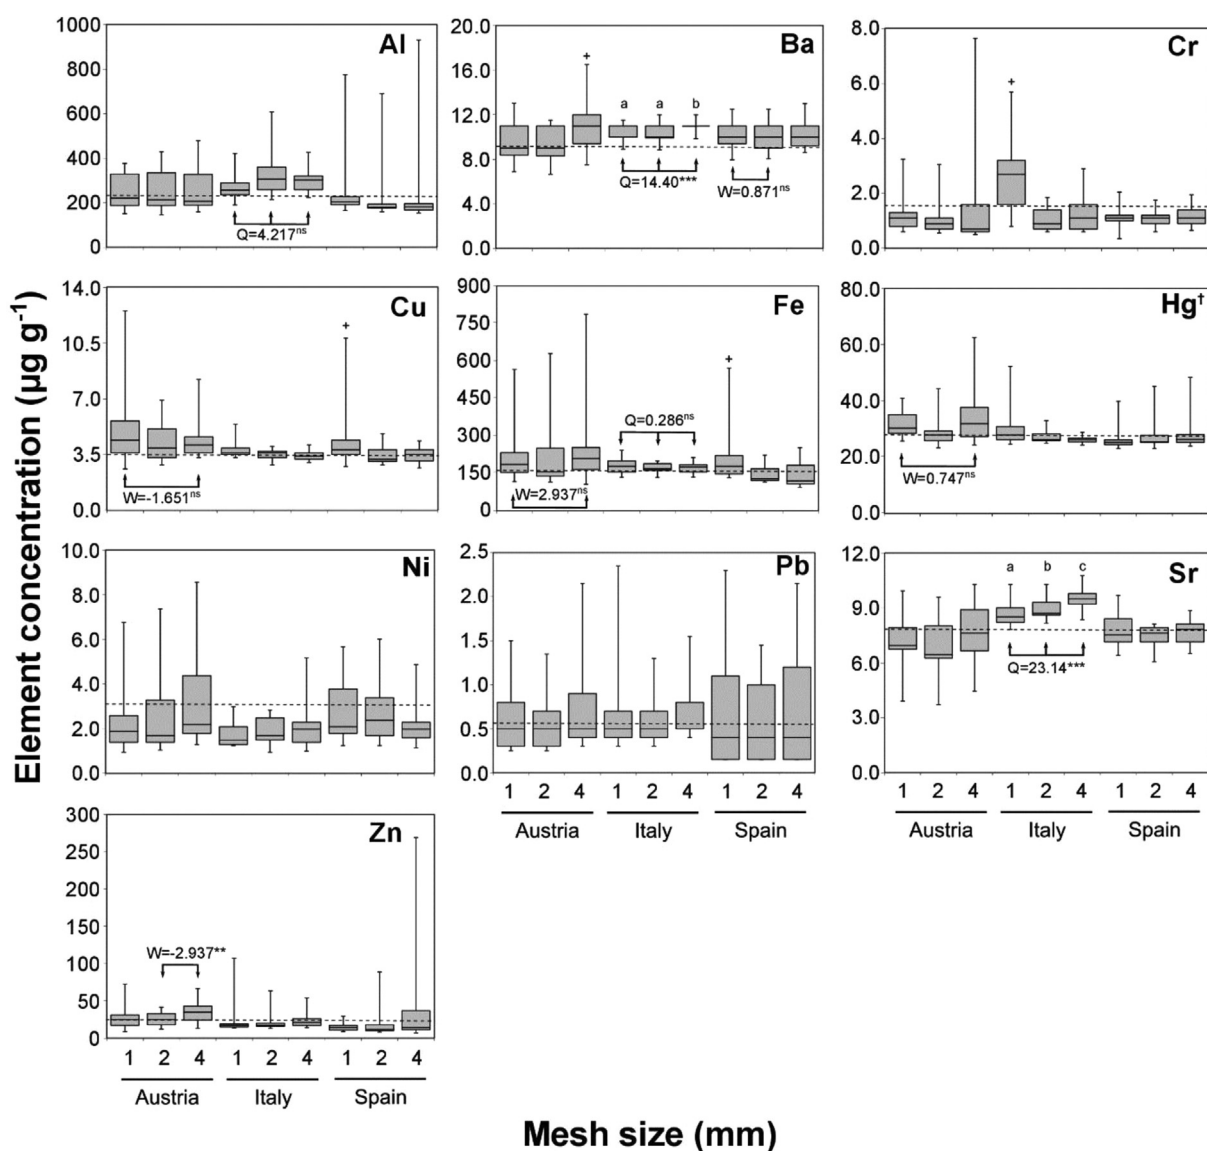 Element concentration (µg g-1)
1000
800
600
400
200
0
Al
Q=4.217ns
20.0
16.0
12.0
8.0
4.0
0.0
Ba
+
a a b
Q=14.40***
W=0.871ns
8.0
6.0
4.0
2.0
0.0
Cr
+
14.0
10.5
7.0
3.5
0.0
Cu
+
W=-1.651ns
900
750
600
450
300
150
0
Fe
+
Q=0.286ns
W=2.937ns
80.0
60.0
40.0
20.0
0.0
Hg†
W=0.747ns
10.0
8.0
6.0
4.0
2.0
0.0
Ni
2.5
2.0
1.5
1.0
0.5
0.0
Pb
1 2 4 1 2 4 1 2 4
Austria Italy Spain
12.0
9.0
6.0
3.0
0.0
Sr
a b c
Q=23.14***
1 2 4 1 2 4 1 2 4
Austria Italy Spain
300
250
200
150
100
50
0
Zn
W=-2.937**
1 2 4 1 2 4 1 2 4
Austria Italy Spain
Mesh size (mm)